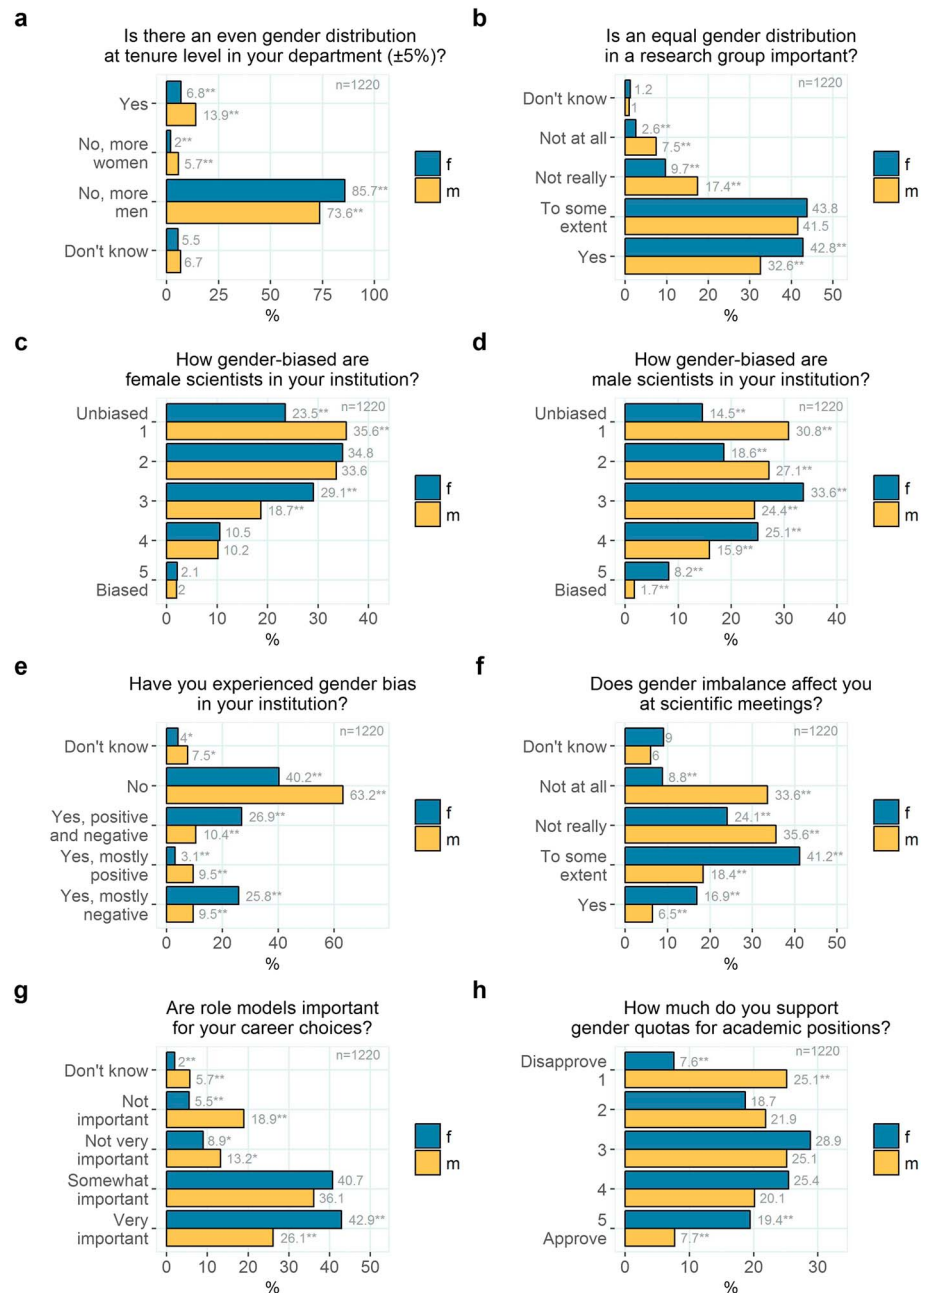 a
Is there an even gender distribution
at tenure level in your department (±5%)?
n=1220
Yes
6.8**
13.9**
No, more
women
2**
5.7**
No, more
men
85.7**
73.6**
Don't know
5.5
6.7
0 25 50 75 100
%
f
m
b
Is an equal gender distribution
in a research group important?
n=1220
Don't know
1.2
1
Not at all
2.6**
7.5**
Not really
9.7**
17.4**
To some
extent
43.8
41.5
Yes
42.8**
32.6**
0 10 20 30 40 50
%
f
m
c
How gender-biased are
female scientists in your institution?
n=1220
Unbiased
1
23.5**
35.6**
2
34.8
33.6
3
29.1**
18.7**
4
10.5
10.2
5
Biased
2.1
2
0 10 20 30 40
%
f
m
d
How gender-biased are
male scientists in your institution?
n=1220
Unbiased
1
14.5**
30.8**
2
18.6**
27.1**
3
33.6**
24.4**
4
25.1**
15.9**
5
Biased
8.2**
1.7**
0 10 20 30 40
%
f
m
e
Have you experienced gender bias
in your institution?
n=1220
Don't know
4*
7.5*
No
40.2**
63.2**
Yes, positive
and negative
26.9**
10.4**
Yes, mostly
positive
3.1**
9.5**
Yes, mostly
negative
25.8**
9.5**
0 20 40 60
%
f
m
f
Does gender imbalance affect you
at scientific meetings?
n=1220
Don't know
9
6
Not at all
8.8**
33.6**
Not really
24.1**
35.6**
To some
extent
41.2**
18.4**
Yes
16.9**
6.5**
0 10 20 30 40 50
%
f
m
g
Are role models important
for your career choices?
n=1220
Don't know
2**
5.7**
Not
important
5.5**
18.9**
Not very
important
8.9*
13.2*
Somewhat
important
40.7
36.1
Very
important
42.9**
26.1**
0 10 20 30 40 50
%
f
m
h
How much do you support
gender quotas for academic positions?
n=1220
Disapprove
1
7.6**
25.1**
2
18.7
21.9
3
28.9
25.1
4
25.4
20.1
5
Approve
19.4**
7.7**
0 10 20 30
%
f
m